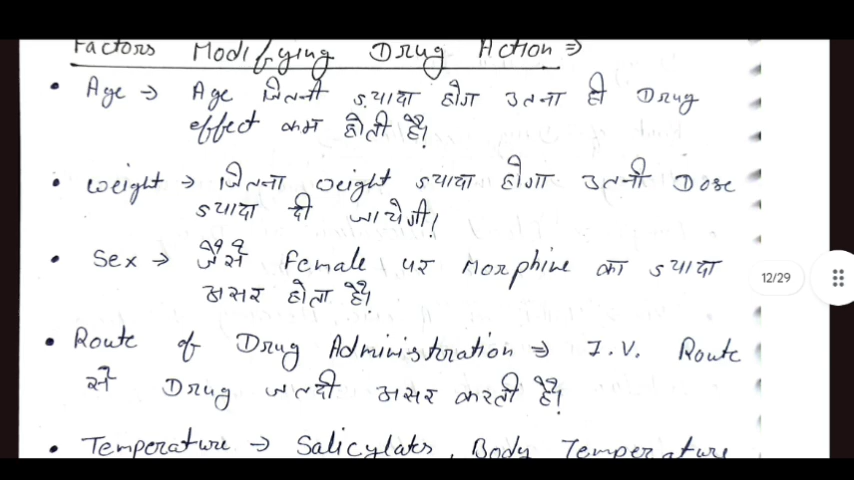 Factors Modifying Drug Action ⇒
• Age → Age जितनी ज्यादा होगा उतना ही Drug
effect कम होती है।
• weight → जितना weight ज्यादा होगा उतनी Dose
ज्यादा दी जायेगी।
• Sex → जैसे female पर Morphine का ज्यादा
असर होता है।
12/29
• Route of Drug Administration ⇒ I.V. Route
से Drug जलदी असर करती है।
• Temperature → Salicylates, Body Temperature